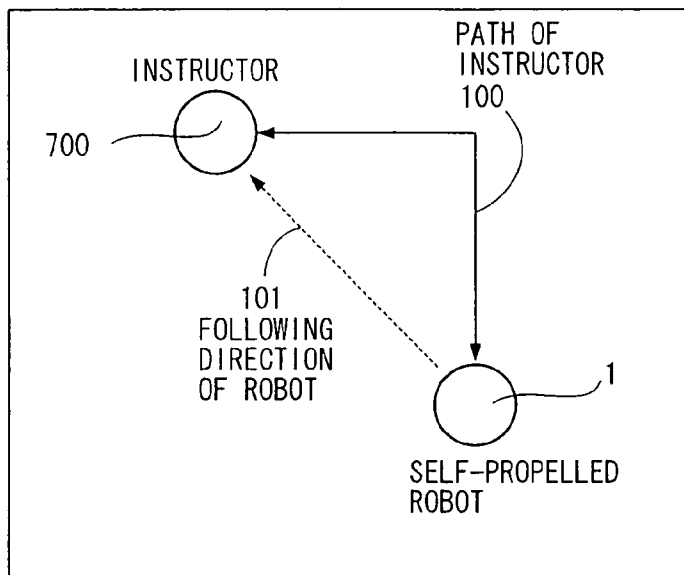 PATH OF
INSTRUCTOR
100
INSTRUCTOR
700
101
FOLLOWING
DIRECTION
OF ROBOT
1
SELF-PROPELLED
ROBOT